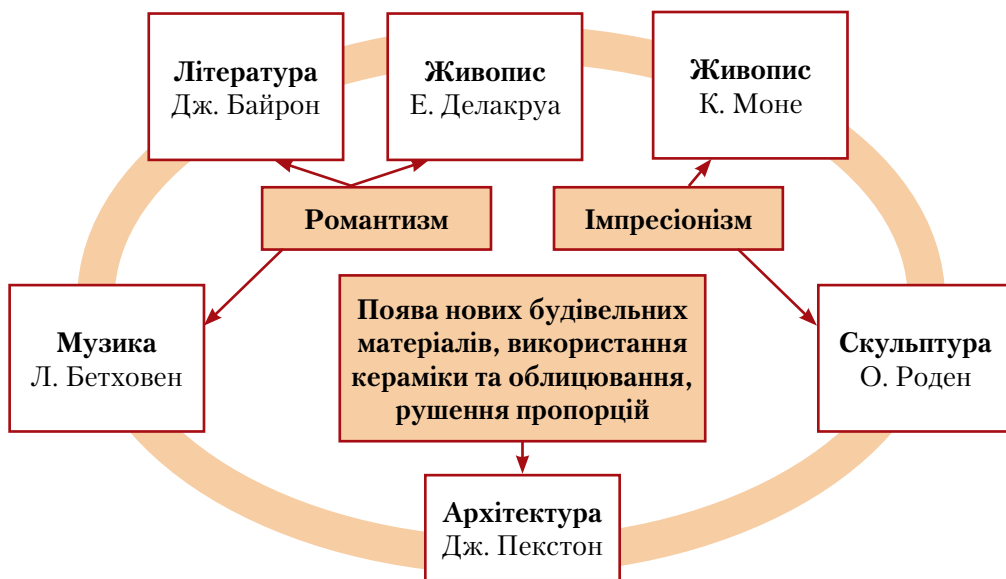 Література
Дж. Байрон
Живопис
Е. Делакруа
Живопис
К. Моне
Романтизм
Імпресіонізм
Музика
Л. Бетховен
Поява нових будівельних
матеріалів, використання
кераміки та облицювання,
рушення пропорцій
Скульптура
О. Роден
Архітектура
Дж. Пекстон